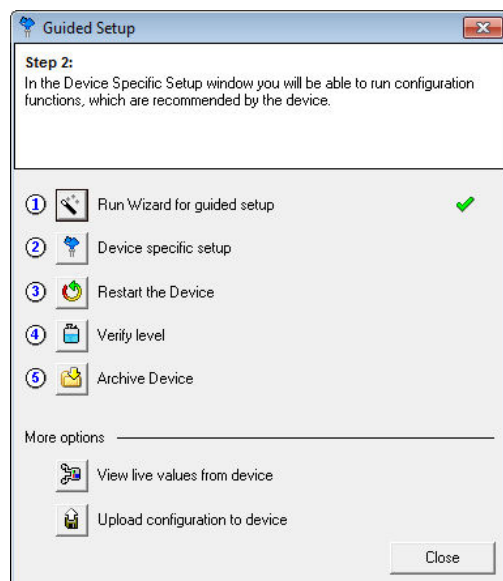 Guided Setup
Step 2:
In the Device Specific Setup window you will be able to run configuration
functions, which are recommended by the device.
1 Run Wizard for guided setup
2 Device specific setup
3 Restart the Device
4 Verify level
5 Archive Device
More options
View live values from device
Upload configuration to device
Close